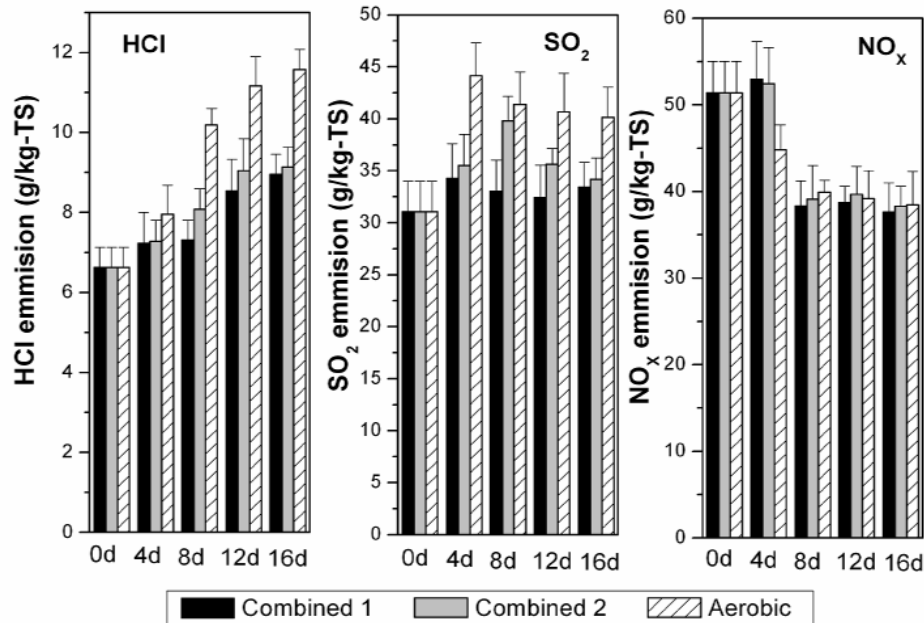 HCl
HCl emmision (g/kg-TS)
12
10
8
6
4
2
0
0d 4d 8d 12d 16d
SO2
SO2 emmision (g/kg-TS)
50
45
40
35
30
25
20
15
10
5
0
0d 4d 8d 12d 16d
NOx
NOx emmision (g/kg-TS)
60
50
40
30
20
10
0
0d 4d 8d 12d 16d
Combined 1 Combined 2 Aerobic